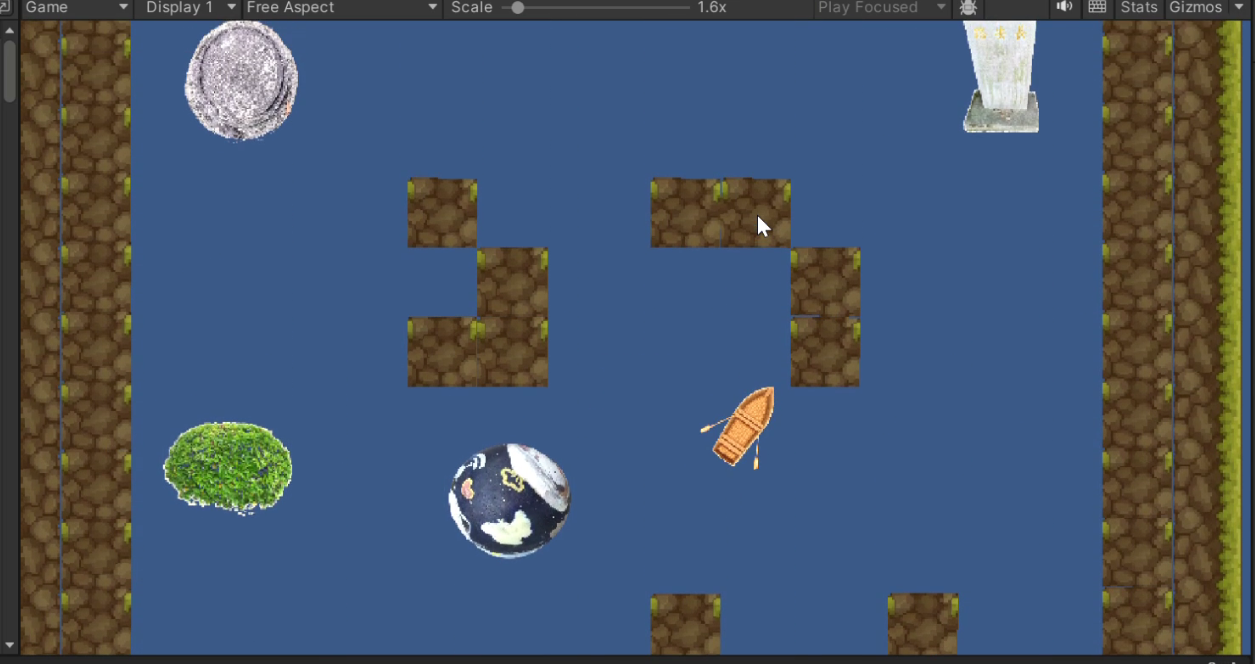 Game
Display 1
Free Aspect
Scale
1.6x
Play Focused
Stats
Gizmos